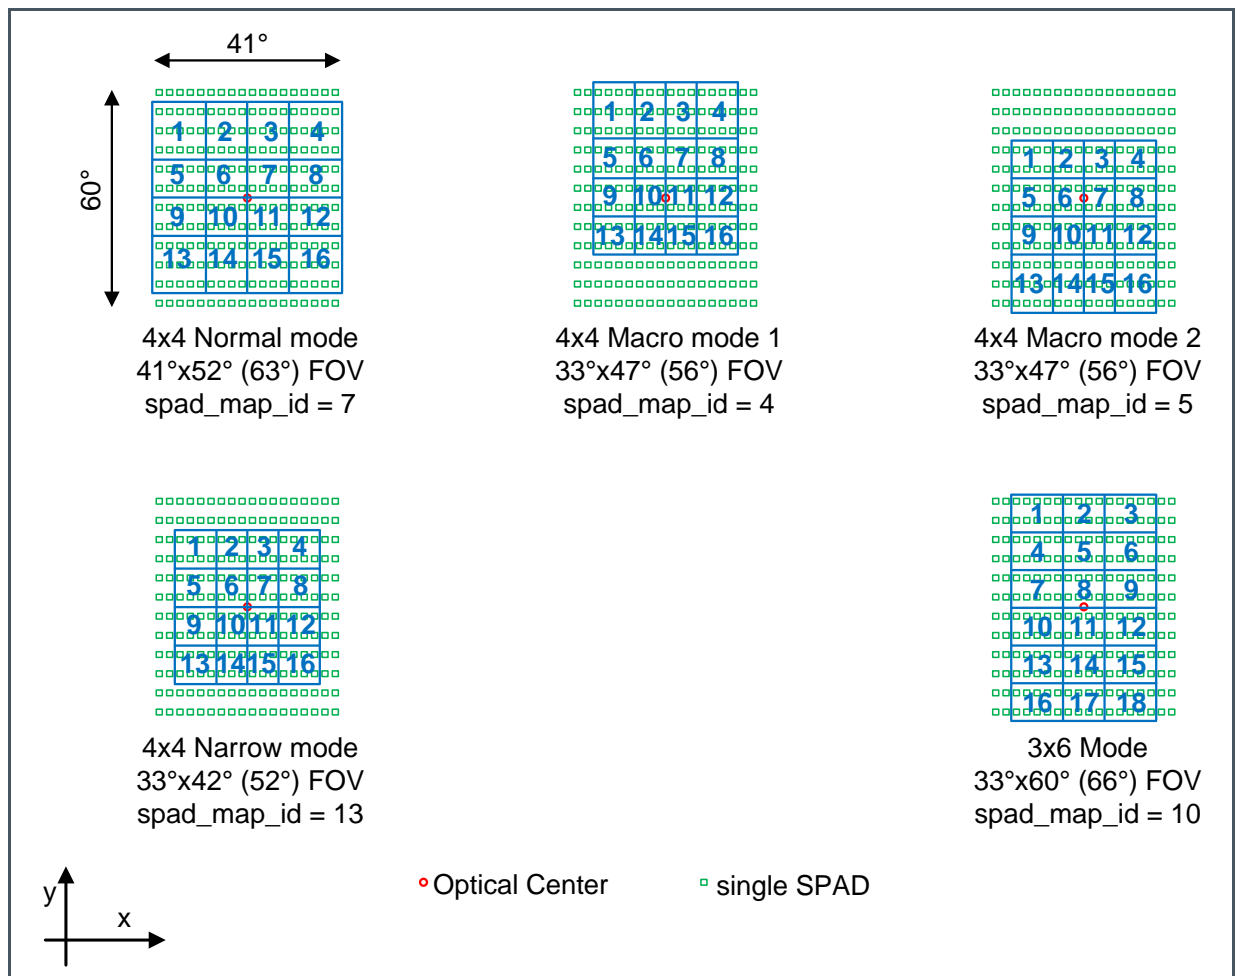 41°
60°
1 2 3 4
5 6 7 8
9 10 11 12
13 14 15 16
4x4 Normal mode
41°x52° (63°) FOV
spad_map_id = 7
1 2 3 4
5 6 7 8
9 10 11 12
13 14 15 16
4x4 Macro mode 1
33°x47° (56°) FOV
spad_map_id = 4
1 2 3 4
5 6 7 8
9 10 11 12
13 14 15 16
4x4 Macro mode 2
33°x47° (56°) FOV
spad_map_id = 5
1 2 3 4
5 6 7 8
9 10 11 12
13 14 15 16
4x4 Narrow mode
33°x42° (52°) FOV
spad_map_id = 13
1 2 3
4 5 6
7 8 9
10 11 12
13 14 15
16 17 18
3x6 Mode
33°x60° (66°) FOV
spad_map_id = 10
y
x
Optical Center
single SPAD